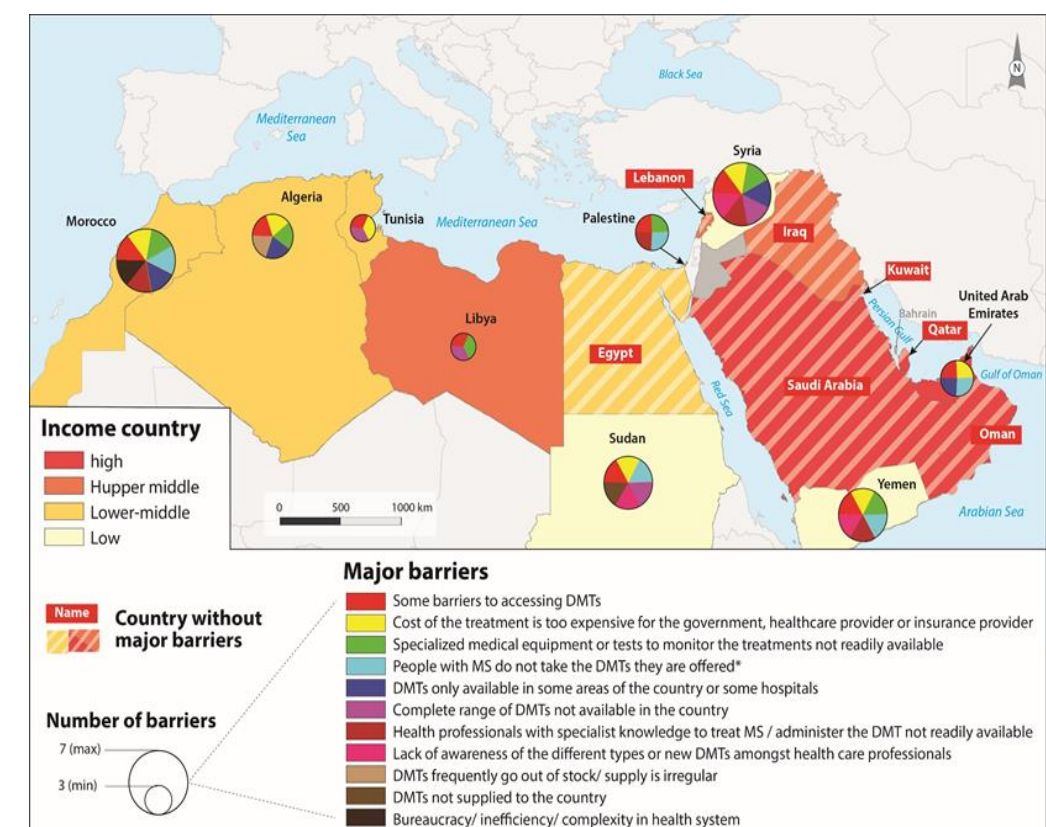 Black Sea
N
Mediterranean
Sea
Syria
Lebanon
Algeria
Morocco
Tunisia
Mediterranean Sea
Palestine
Iraq
Kuwait
United Arab
Emirates
Persian Gulf
Bahrain
Qatar
Libya
Egypt
Gulf of Oman
Saudi Arabia
Red Sea
Oman
Sudan
Yemen
Arabian Sea
Income country
high
Hupper middle
Lower-middle
Low
0 500 1000 km
Name
Country without
major barriers
Number of barriers
7 (max)
3 (min)
Major barriers
Some barriers to accessing DMTs
Cost of the treatment is too expensive for the government, healthcare provider or insurance provider
Specialized medical equipment or tests to monitor the treatments not readily available
People with MS do not take the DMTs they are offered*
DMTs only available in some areas of the country or some hospitals
Complete range of DMTs not available in the country
Health professionals with specialist knowledge to treat MS / administer the DMT not readily available
Lack of awareness of the different types or new DMTs amongst health care professionals
DMTs frequently go out of stock/ supply is irregular
DMTs not supplied to the country
Bureaucracy/ inefficiency/ complexity in health system